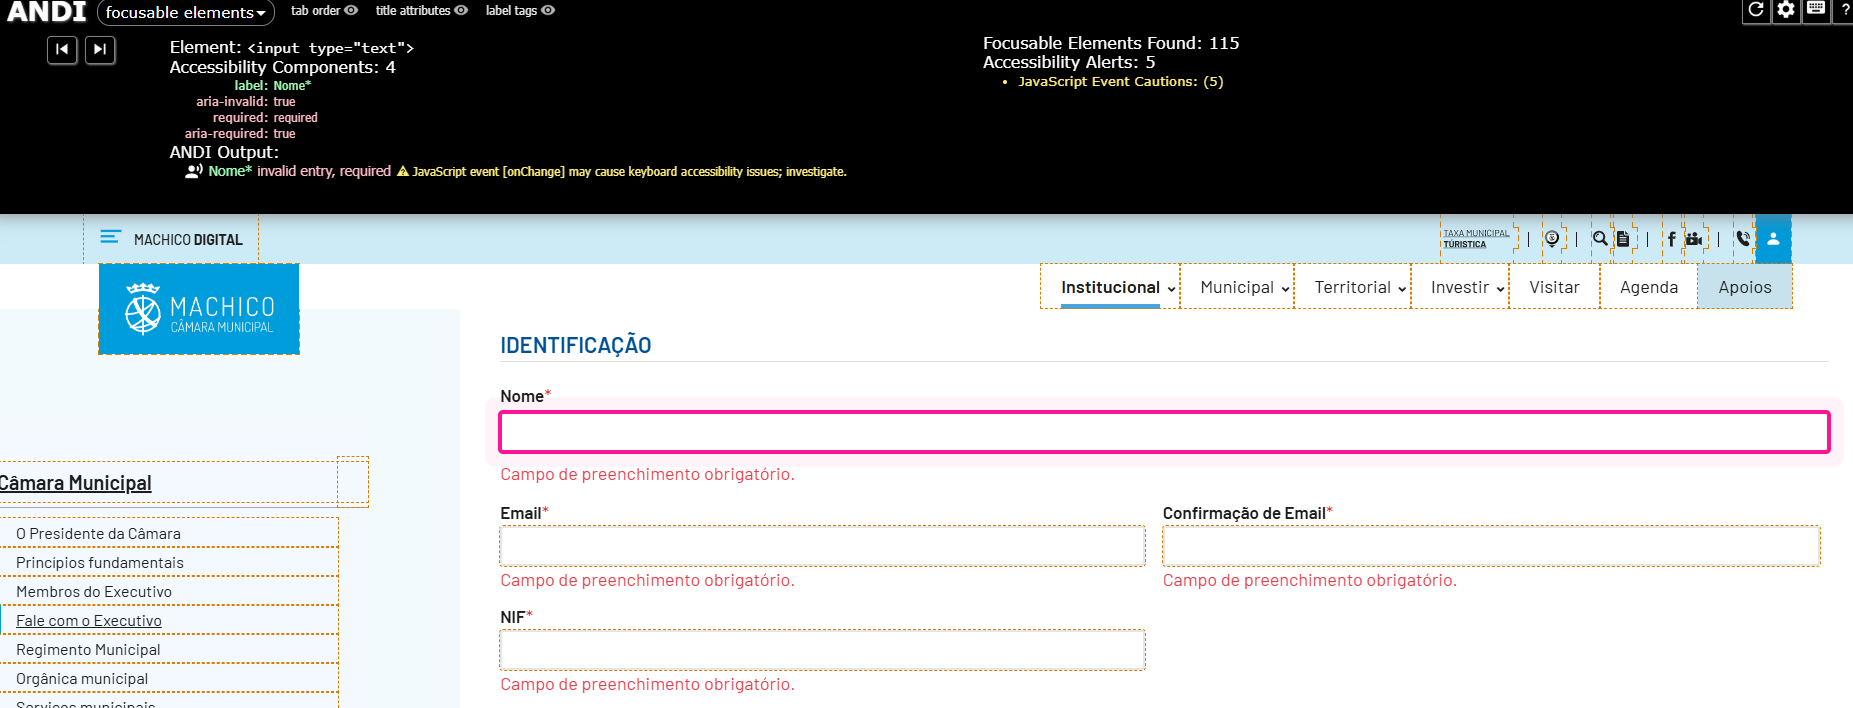 ANDI focusable elements tab order title attributes label tags ?
Element: <input type="text">
Accessibility Components: 4
label: Nome*
aria-invalid: true
required: required
aria-required: true
ANDI Output:
Nome* invalid entry, required JavaScript event [onChange] may cause keyboard accessibility issues; investigate.
Focusable Elements Found: 115
Accessibility Alerts: 5
• JavaScript Event Cautions: (5)
MACHICO DIGITAL
TAXA MUNICIPAL
TÚRISTICA
MACHICO
CÂMARA MUNICIPAL
Institucional Municipal Territorial Investir Visitar Agenda Apoios
Câmara Municipal
O Presidente da Câmara
Princípios fundamentais
Membros do Executivo
Fale com o Executivo
Regimento Municipal
Orgânica municipal
Serviços municipais
IDENTIFICAÇÃO
Nome*
Campo de preenchimento obrigatório.
Email* Confirmação de Email*
Campo de preenchimento obrigatório. Campo de preenchimento obrigatório.
NIF*
Campo de preenchimento obrigatório.